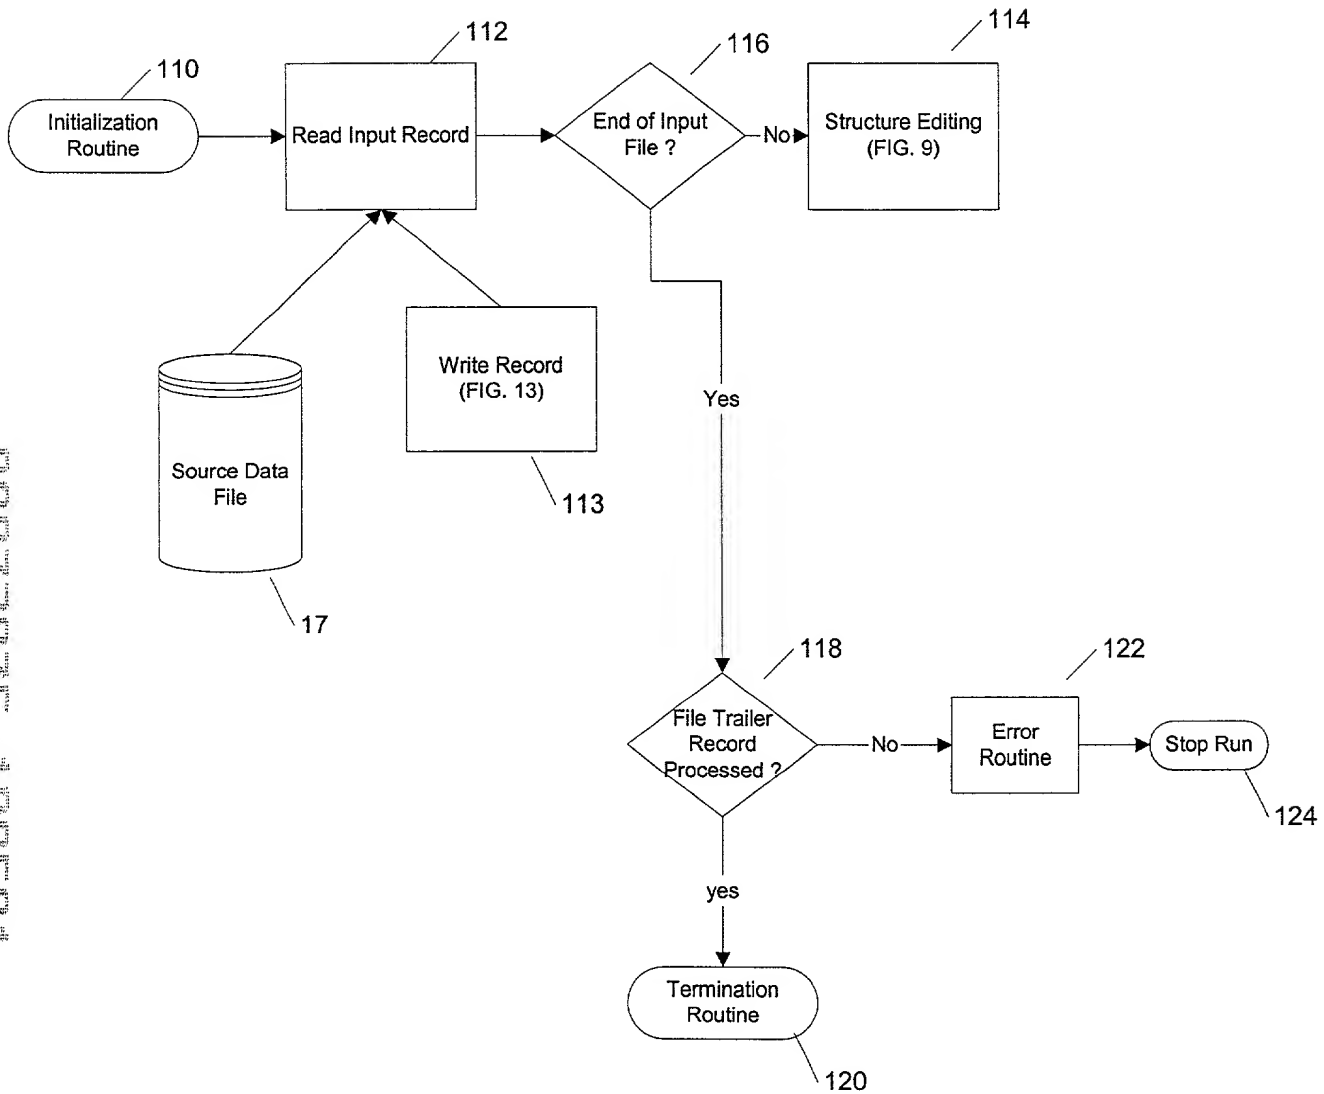 110
Initialization
Routine
112
Read Input Record
116
End of Input
File ?
No
114
Structure Editing
(FIG. 9)
Source Data
File
17
Write Record
(FIG. 13)
113
Yes
118
File Trailer
Record
Processed ?
No
122
Error
Routine
Stop Run
124
yes
Termination
Routine
120